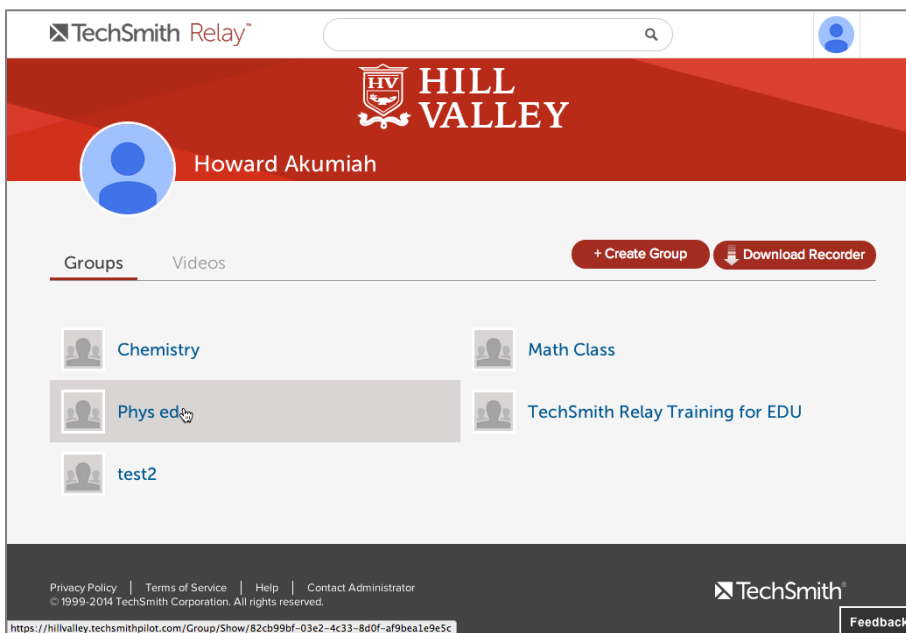 TechSmith Relay™
HV
HILL
VALLEY
Howard Akumiah
Groups
Videos
+ Create Group
Download Recorder
Chemistry
Math Class
Phys ed
TechSmith Relay Training for EDU
test2
Privacy Policy | Terms of Service | Help | Contact Administrator
© 1999-2014 TechSmith Corporation. All rights reserved.
TechSmith®
https://hillvalley.techsmithpilot.com/Group/Show/82cb99bf-03e2-4c33-8d0f-af9bea1e9e5c
Feedback